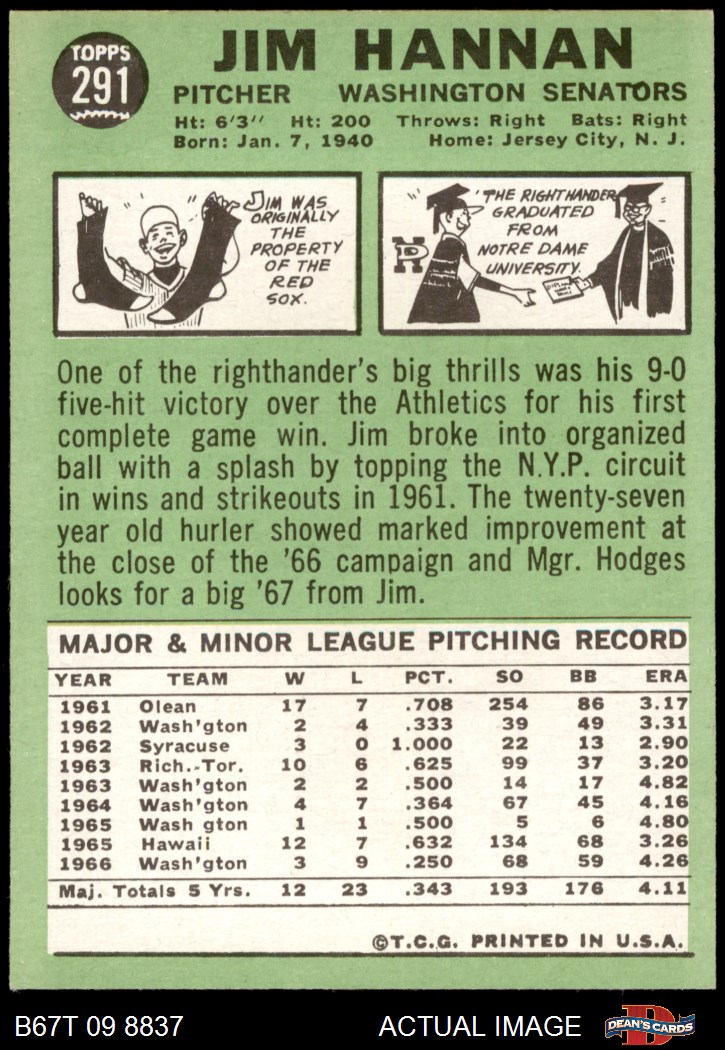 TOPPS
291
JIM HANNAN
PITCHER WASHINGTON SENATORS
Ht: 6'3" Ht: 200 Throws: Right Bats: Right
Born: Jan. 7, 1940 Home: Jersey City, N. J.
JIM WAS
ORIGINALLY
THE
PROPERTY
OF THE
RED
SOX.
THE RIGHTHANDER
GRADUATED
FROM
NOTRE DAME
UNIVERSITY.
ND
One of the righthander's big thrills was his 9-0
five-hit victory over the Athletics for his first
complete game win. Jim broke into organized
ball with a splash by topping the N.Y.P. circuit
in wins and strikeouts in 1961. The twenty-seven
year old hurler showed marked improvement at
the close of the '66 campaign and Mgr. Hodges
looks for a big '67 from Jim.
MAJOR & MINOR LEAGUE PITCHING RECORD
YEAR TEAM W L PCT. SO BB ERA
1961 Olean 17 7 .708 254 86 3.17
1962 Wash'gton 2 4 .333 39 49 3.31
1962 Syracuse 3 0 1.000 22 13 2.90
1963 Rich.-Tor. 10 6 .625 99 37 3.20
1963 Wash'gton 2 2 .500 14 17 4.82
1964 Wash'gton 4 7 .364 67 45 4.16
1965 Wash gton 1 1 .500 5 6 4.80
1965 Hawaii 12 7 .632 134 68 3.26
1966 Wash'gton 3 9 .250 68 59 4.26
Maj. Totals 5 Yrs. 12 23 .343 193 176 4.11
©T.C.G. PRINTED IN U.S.A.
B67T 09 8837 ACTUAL IMAGE
D
DEAN'S CARDS